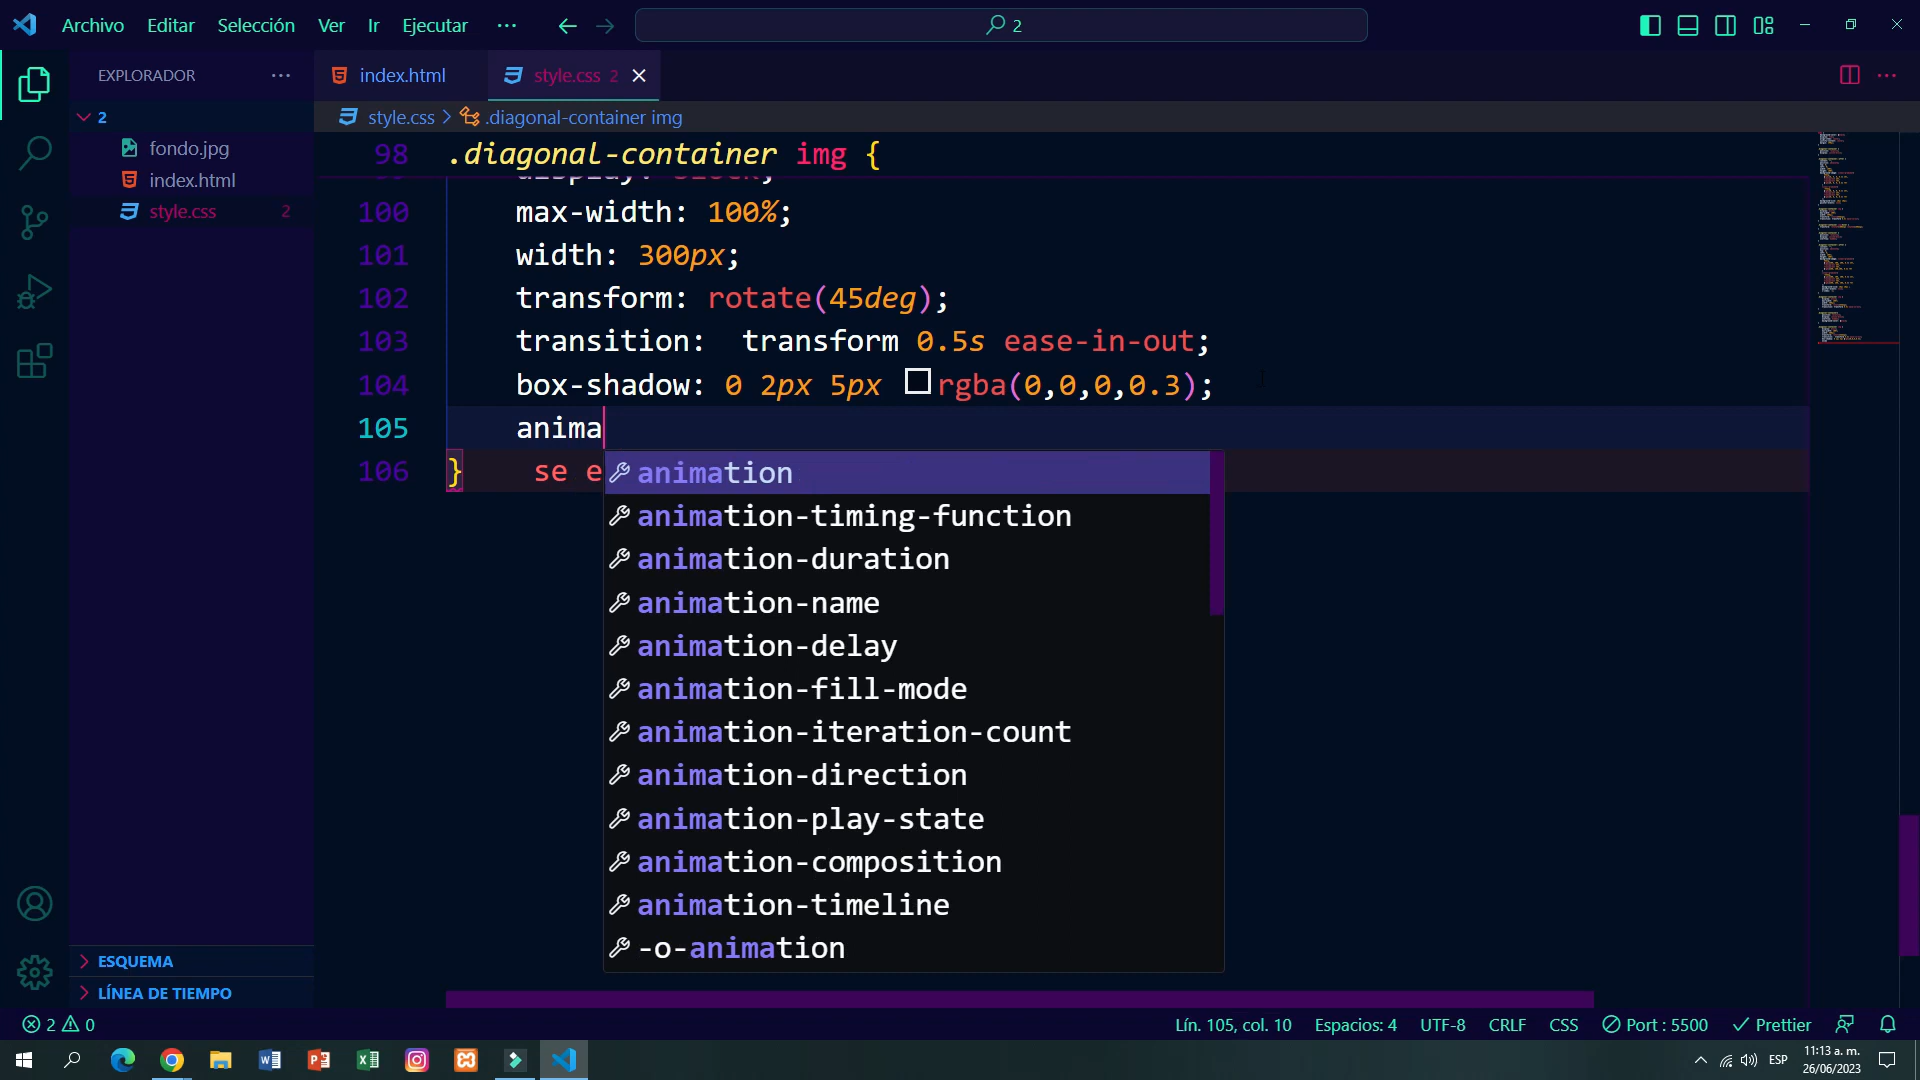 Archivo Editar Selección Ver Ir Ejecutar ··· 2
EXPLORADOR ···
index.html
style.css 2
2
style.css > .diagonal-container img
fondo.jpg
index.html
style.css 2
98 .diagonal-container img {
display: block;
100 max-width: 100%;
101 width: 300px;
102 transform: rotate(45deg);
103 transition:  transform 0.5s ease-in-out;
104 box-shadow: 0 2px 5px rgba(0,0,0,0.3);
105 anima
106 } se e
animation
animation-timing-function
animation-duration
animation-name
animation-delay
animation-fill-mode
animation-iteration-count
animation-direction
animation-play-state
animation-composition
animation-timeline
-o-animation
ESQUEMA
LÍNEA DE TIEMPO
2 0 Lín. 105, col. 10 Espacios: 4 UTF-8 CRLF CSS Port : 5500 Prettier
ESP 11:13 a. m.
26/06/2023